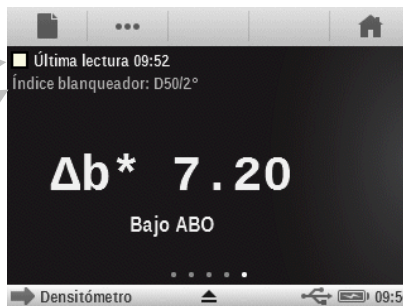 Última lectura 09:52
Índice blanqueador: D50/2°
Δb* 7.20
Bajo ABO
Densitómetro 09:5